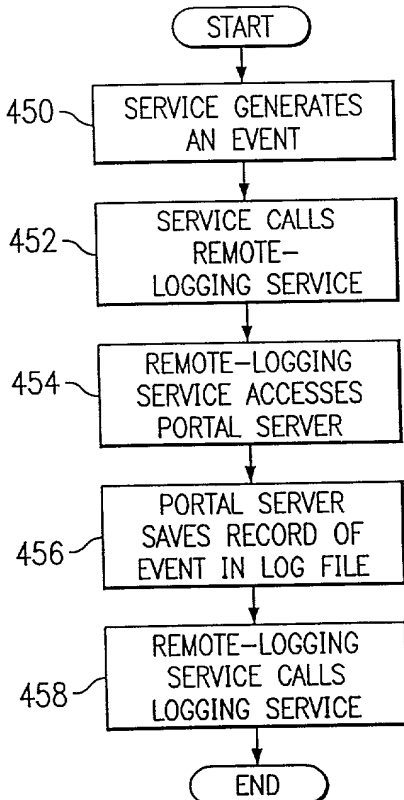 START
450
SERVICE GENERATES
AN EVENT
452
SERVICE CALLS
REMOTE-
LOGGING SERVICE
454
REMOTE-LOGGING
SERVICE ACCESSES
PORTAL SERVER
456
PORTAL SERVER
SAVES RECORD OF
EVENT IN LOG FILE
458
REMOTE-LOGGING
SERVICE CALLS
LOGGING SERVICE
END